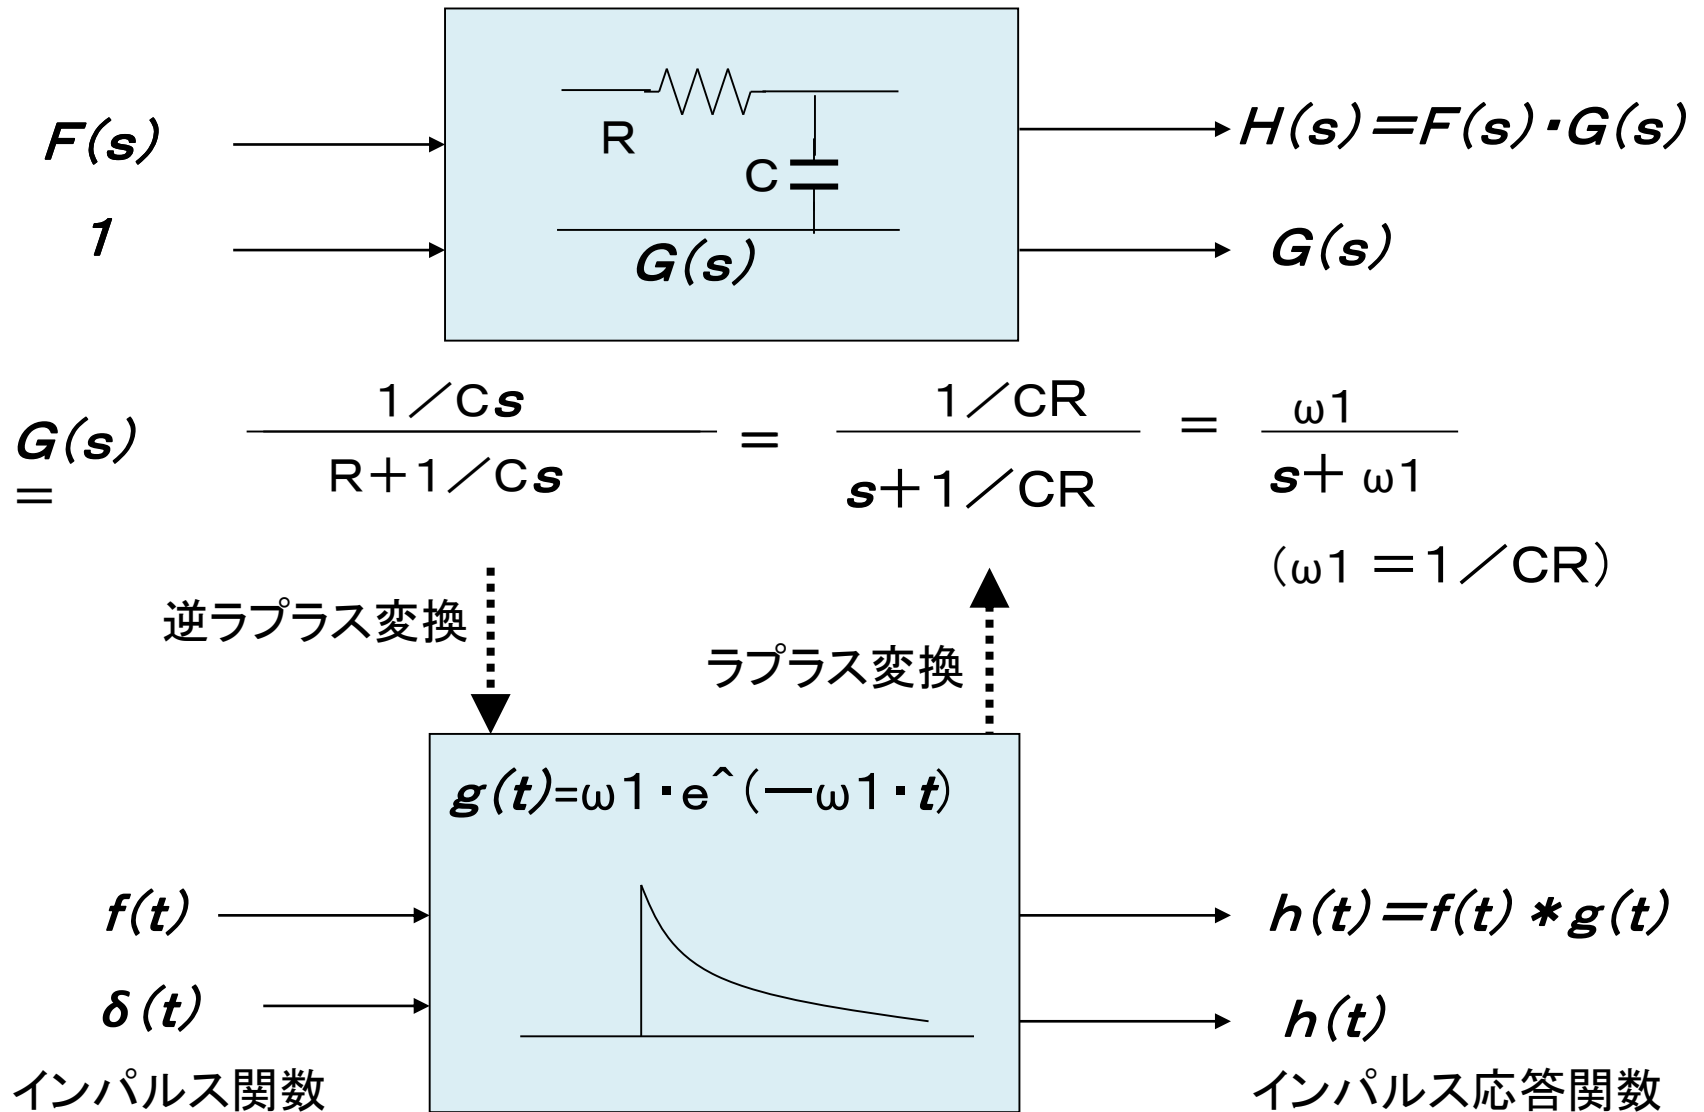 F(s)
1
R
C
G(s)
H(s)=F(s)・G(s)
G(s)
G(s)
=
1/Cs
R+1/Cs
=
1/CR
s+1/CR
=
ω1
s+ ω1
(ω1 =1/CR)
逆ラプラス変換
ラプラス変換
g(t)=ω1・e^(-ω1・t)
f(t)
δ(t)
インパルス関数
h(t)=f(t)*g(t)
h(t)
インパルス応答関数